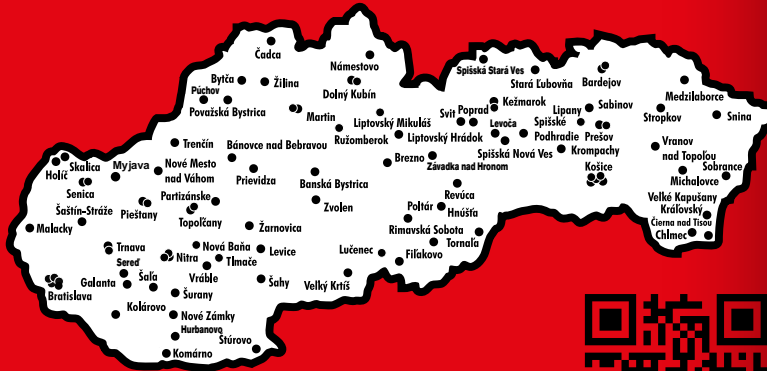 Čadca
Námestovo
Spišská Stará Ves
Stará Ľubovňa
Bardejov
Bytča
Žilina
Dolný Kubín
Púchov
Považská Bystrica
Martin
Liptovský Mikuláš
Svit
Poprad
Kežmarok
Lipany
Sabinov
Medzilaborce
Levoča
Spišské
Podhradie
Stropkov
Snina
Ružomberok
Liptovský Hrádok
Prešov
Trenčín
Bánovce nad Bebravou
Brezno
Spišská Nová Ves
Krompachy
Vranov
nad Topľou
Holíč
Skalica
Myjava
Nové Mesto
nad Váhom
Prievidza
Banská Bystrica
Závadka nad Hronom
Košice
Sobrance
Michalovce
Senica
Partizánske
Zvolen
Revúca
Veľké Kapušany
Šaštín-Stráže
Piešťany
Topoľčany
Poltár
Hnúšťa
Kráľovský
Čierna nad Tisou
Chlmec
Malacky
Žarnovica
Rimavská Sobota
Tornaľa
Trnava
Nová Baňa
Levice
Lučenec
Fiľakovo
Sereď
Nitra
Tlmače
Galanta
Šaľa
Vráble
Šahy
Veľký Krtíš
Bratislava
Šurany
Kolárovo
Nové Zámky
Hurbanovo
Štúrovo
Komárno